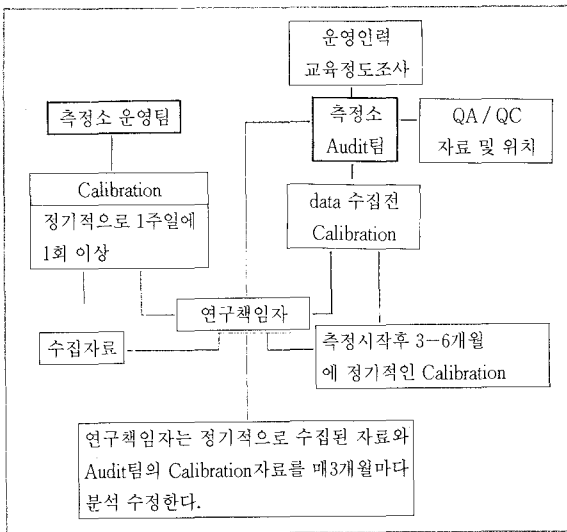 운영인력
교육정도조사
측정소 운영팀
측정소
Audit팀
QA / QC
자료 및 위치
Calibration
정기적으로 1주일에
1회 이상
data 수집전
Calibration
연구책임자
수집자료
측정시작후 3-6개월
에 정기적인 Calibration
연구책임자는 정기적으로 수집된 자료와
Audit팀의 Calibration자료를 매3개월마다
분석 수정한다.